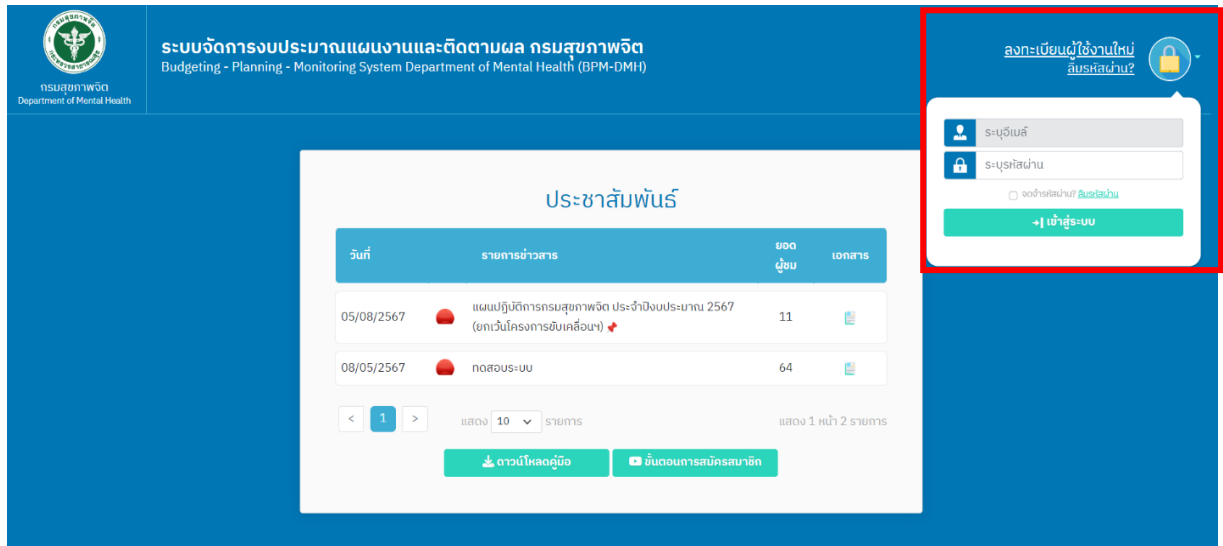 กรมสุขภาพจิต
Department of Mental Health
ระบบจัดการงบประมาณแผนงานและติดตามผล กรมสุขภาพจิต
Budgeting - Planning - Monitoring System Department of Mental Health (BPM-DMH)
ลงทะเบียนผู้ใช้งานใหม่
ลืมรหัสผ่าน?
ระบุอีเมล์
ระบุรหัสผ่าน
จดจำรหัสผ่าน? ลืมรหัสผ่าน
เข้าสู่ระบบ
ประชาสัมพันธ์
วันที่ รายการข่าวสาร ยอดผู้ชม เอกสาร
05/08/2567 แผนปฏิบัติการกรมสุขภาพจิต ประจำปีงบประมาณ 2567 11
(ยกเว้นโครงการขับเคลื่อนฯ)
08/05/2567 ทดสอบระบบ 64
< 1 > แสดง 10 รายการ แสดง 1 หน้า 2 รายการ
ดาวน์โหลดคู่มือ ขั้นตอนการสมัครสมาชิก